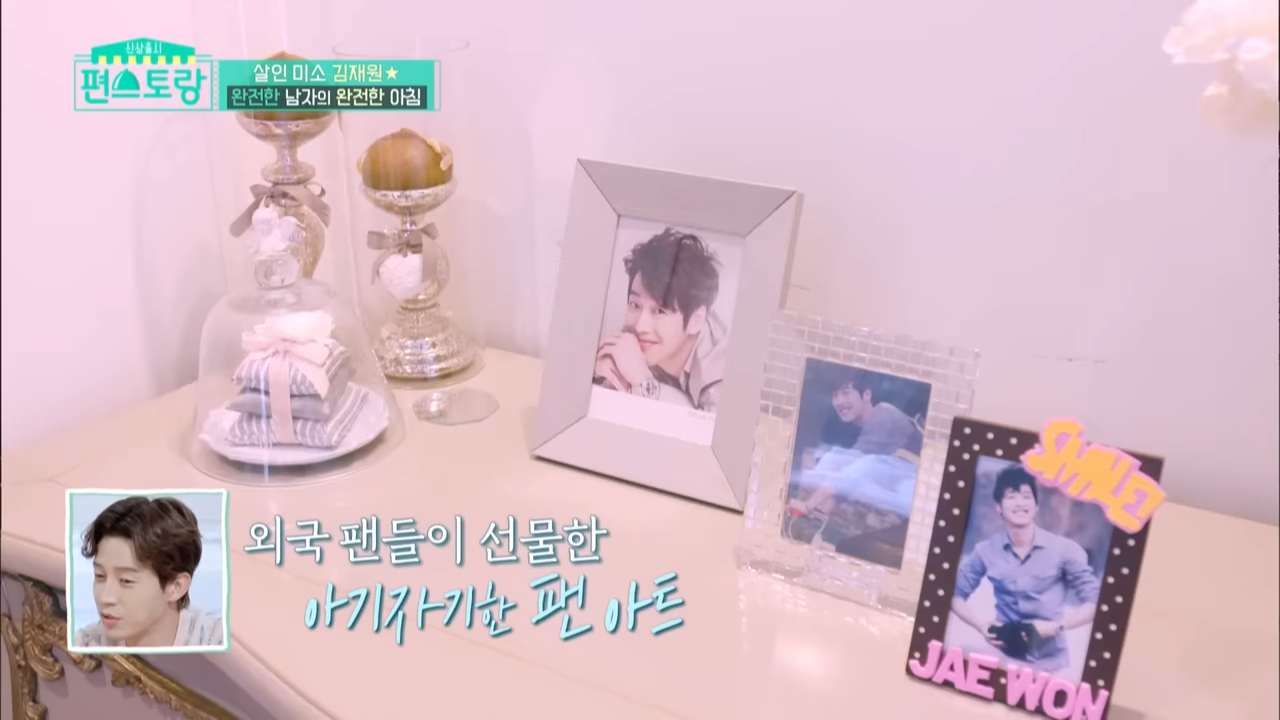 신상출시
편스토랑
살인 미소 김재원★
완전한 남자의 완전한 아침
SMILE!
JAE WON
외국 팬들이 선물한
아기자기한 팬 아트